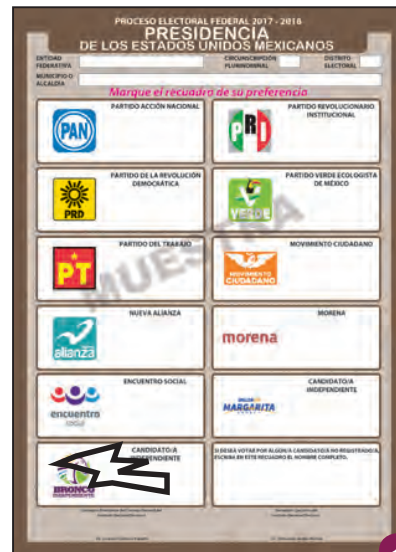 PROCESO ELECTORAL FEDERAL 2017 - 2018
PRESIDENCIA
DE LOS ESTADOS UNIDOS MEXICANOS
ENTIDAD FEDERATIVA
CIRCUNSCRIPCIÓN PLURINOMINAL
DISTRITO ELECTORAL
MUNICIPIO O ALCALDÍA
Marque el recuadro de su preferencia
PARTIDO ACCIÓN NACIONAL
PAN
PARTIDO REVOLUCIONARIO
INSTITUCIONAL
PRI
PARTIDO DE LA REVOLUCIÓN
DEMOCRÁTICA
PRD
PARTIDO VERDE ECOLOGISTA
DE MÉXICO
VERDE
MUESTRA
PARTIDO DEL TRABAJO
PT
MOVIMIENTO CIUDADANO
MOVIMIENTO
CIUDADANO
NUEVA ALIANZA
alianza
MORENA
morena
ENCUENTRO SOCIAL
encuentro
social
CANDIDATO/A
INDEPENDIENTE
MARGARITA
CANDIDATO/A
INDEPENDIENTE
BRONCO
SI DESEA VOTAR POR ALGÚN/A CANDIDATO/A NO REGISTRADO/A,
ESCRIBA EN ESTE RECUADRO EL NOMBRE COMPLETO.